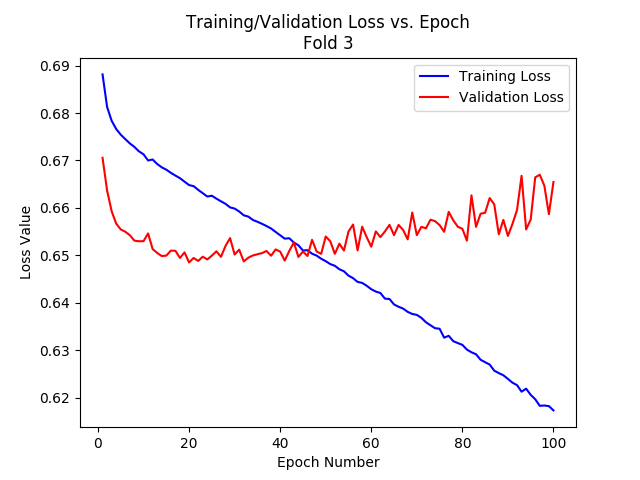 Training/Validation Loss vs. Epoch
Fold 3
Training Loss
Validation Loss
Loss Value
0.69
0.68
0.67
0.66
0.65
0.64
0.63
0.62
0 20 40 60 80 100
Epoch Number